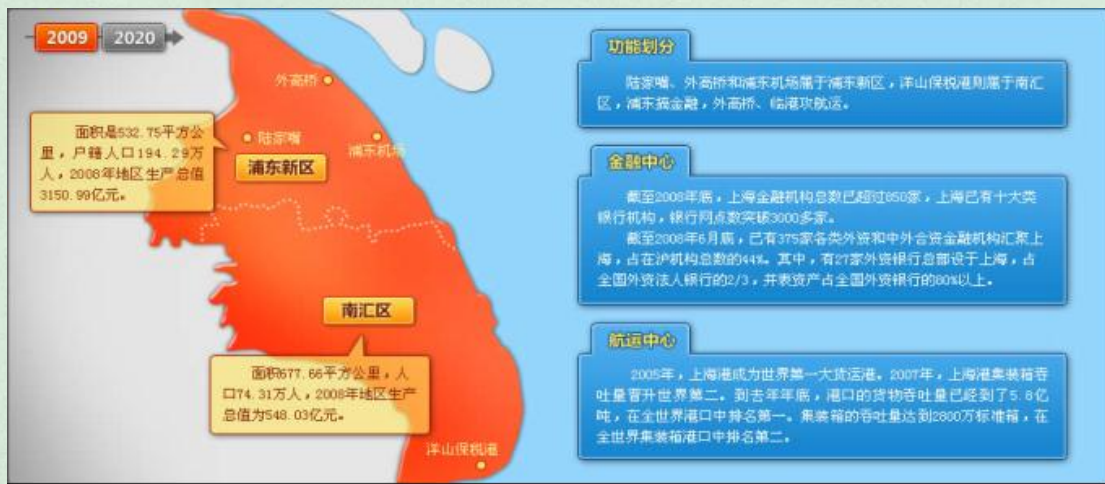 2009 2020
外高桥
陆家嘴
浦东机场
浦东新区
面积是532.75平方公
里，户籍人口194.29万
人，2008年地区生产总值
3150.99亿元。
南汇区
面积677.66平方公里，人
口74.31万人，2008年地区生产
总值为548.03亿元。
洋山保税港
功能划分
陆家嘴、外高桥和浦东机场属于浦东新区，洋山保税港则属于南汇
区，浦东搞金融，外高桥、临港攻航运。
金融中心
截至2008年底，上海金融机构总数已超过850家，上海已有十大类
银行机构，银行网点数突破3000多家。
截至2008年6月底，已有375家各类外资和中外合资金融机构汇聚上
海，占在沪机构总数的44%。其中，有27家外资银行总部设于上海，占
全国外资法人银行的2/3，并表资产占全国外资银行的80%以上。
航运中心
2005年，上海港成为世界第一大货运港。2007年，上海港集装箱吞
吐量晋升世界第二。到去年年底，港口的货物吞吐量已经到了5.8亿
吨，在全世界港口中排名第一。集装箱的吞吐量达到2800万标准箱，在
全世界集装箱港口中排名第二。